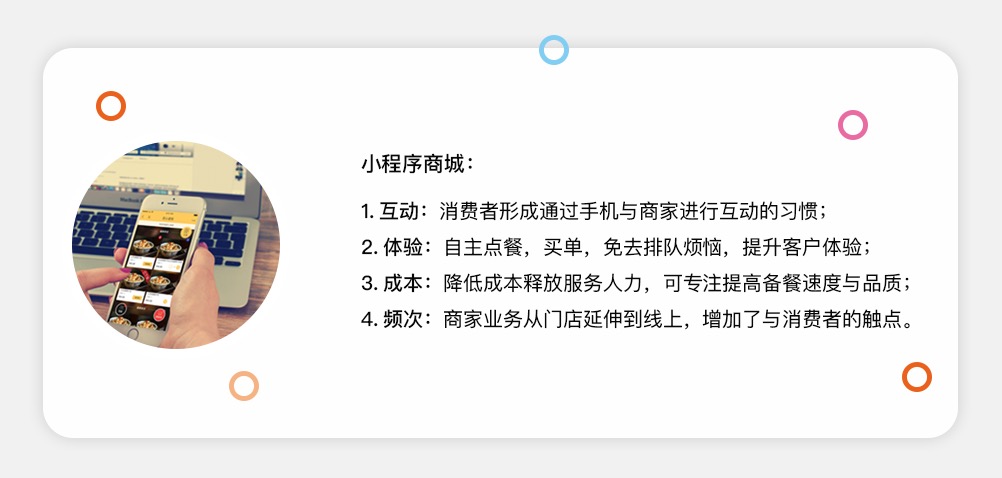 小程序商城：
1. 互动：消费者形成通过手机与商家进行互动的习惯；
2. 体验：自主点餐，买单，免去排队烦恼，提升客户体验；
3. 成本：降低成本释放服务人力，可专注提高备餐速度与品质；
4. 频次：商家业务从门店延伸到线上，增加了与消费者的触点。